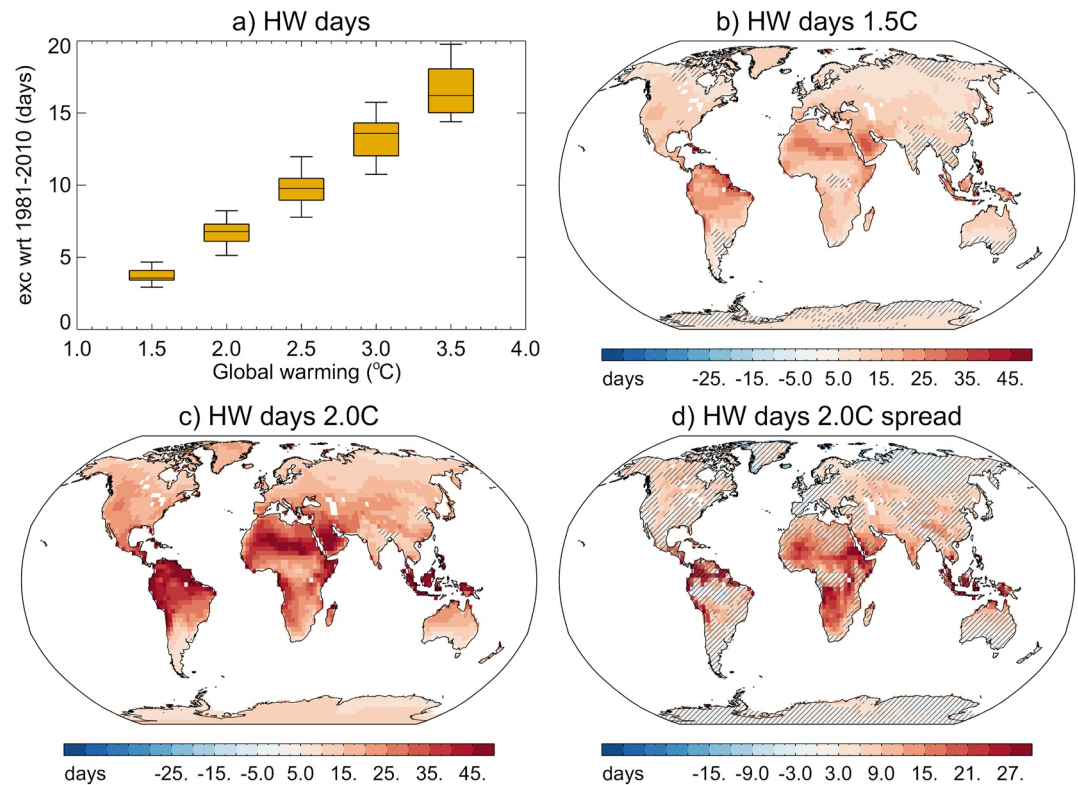 a) HW days
exc wrt 1981-2010 (days)
20
15
10
5
0
1.0 1.5 2.0 2.5 3.0 3.5 4.0
Global warming (°C)
b) HW days 1.5C
days -25. -15. -5.0 5.0 15. 25. 35. 45.
c) HW days 2.0C
days -25. -15. -5.0 5.0 15. 25. 35. 45.
d) HW days 2.0C spread
days -15. -9.0 -3.0 3.0 9.0 15. 21. 27.